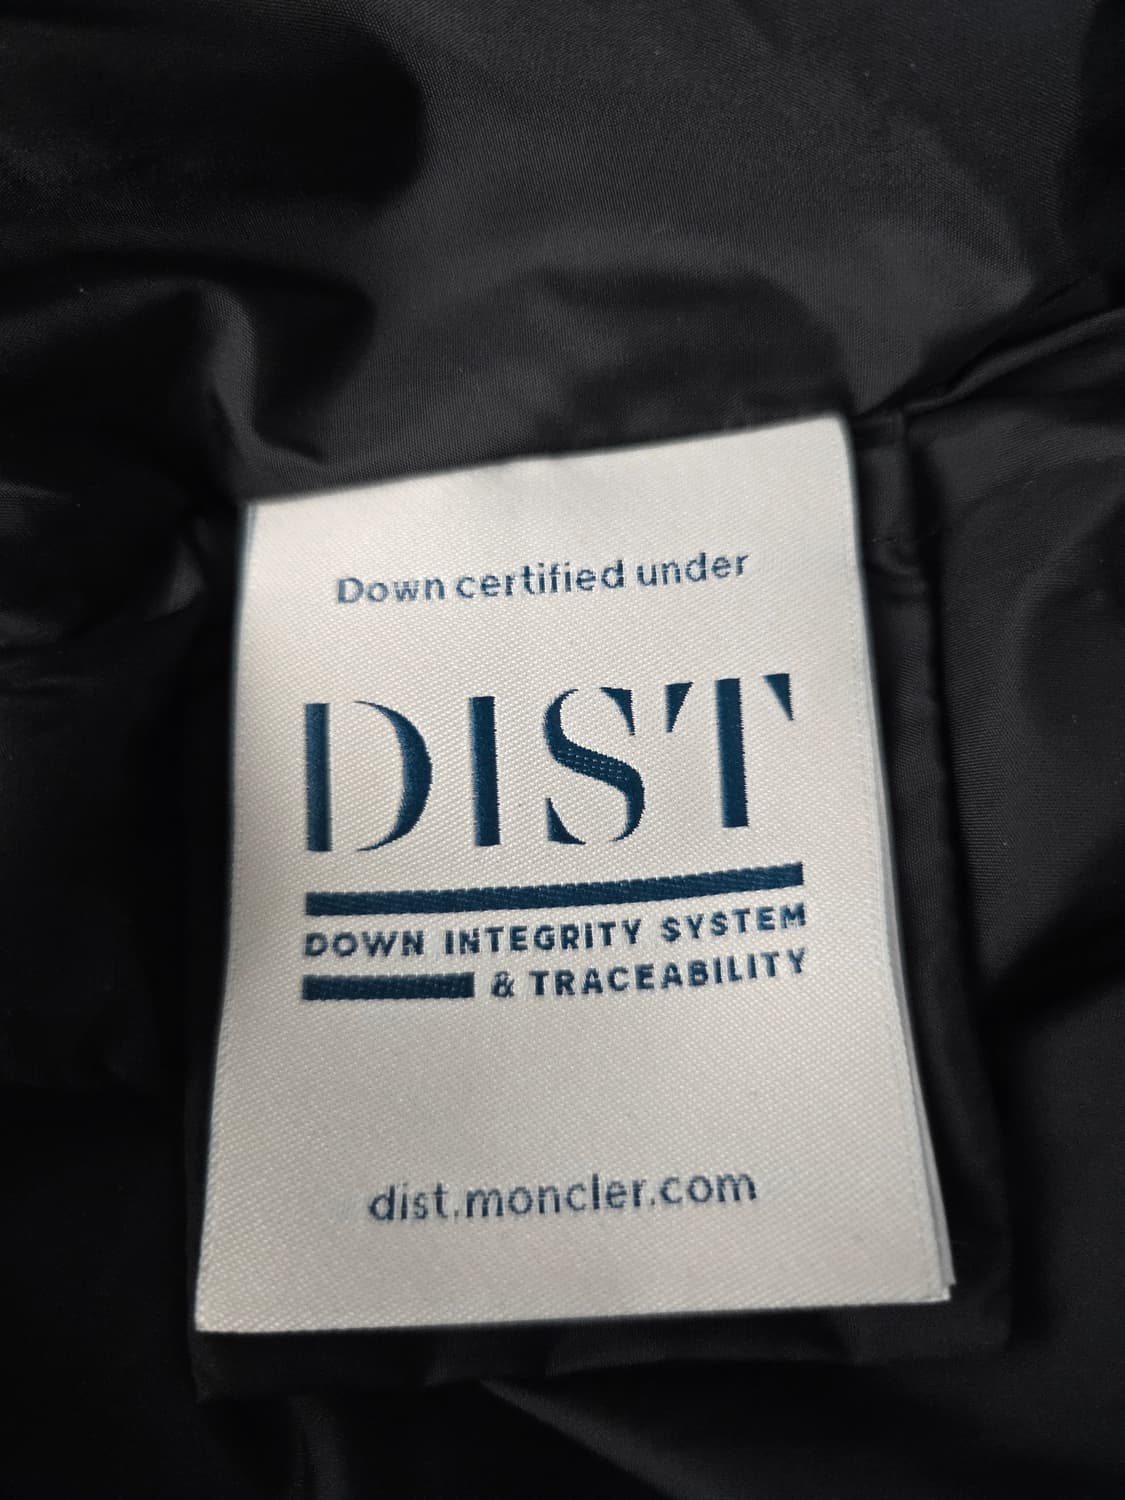 Down certified under
DIST
DOWN INTEGRITY SYSTEM
& TRACEABILITY
dist.moncler.com